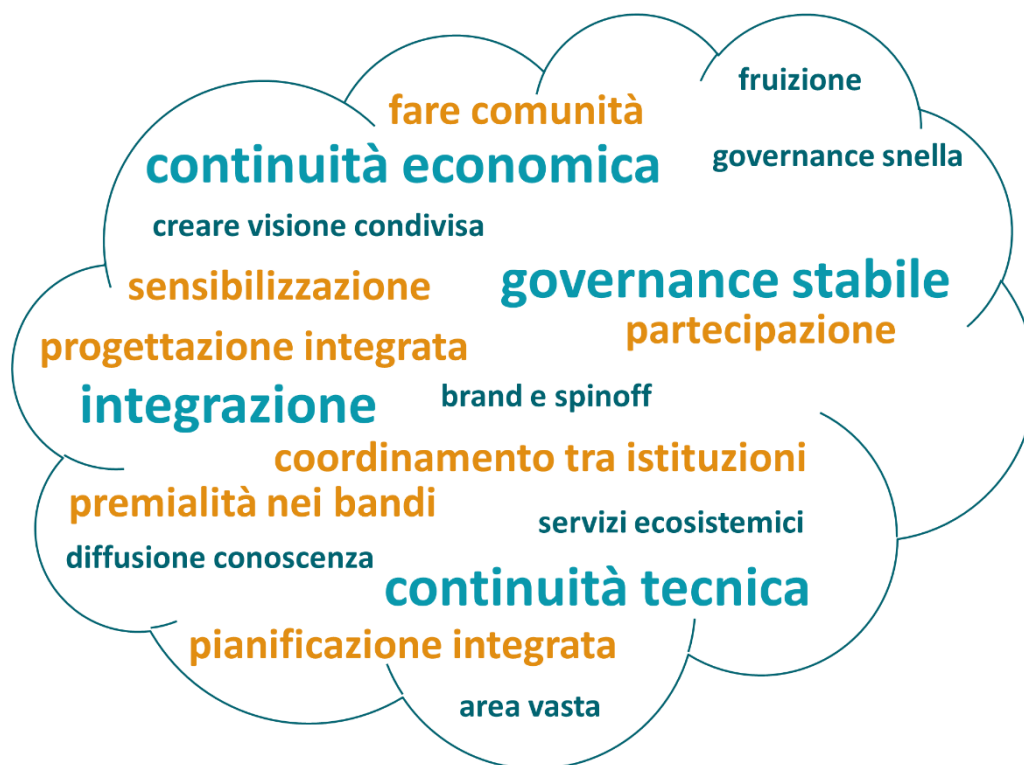 fruizione
fare comunità
governance snella
continuità economica
creare visione condivisa
governance stabile
sensibilizzazione
partecipazione
progettazione integrata
integrazione
brand e spinoff
coordinamento tra istituzioni
premialità nei bandi
servizi ecosistemici
diffusione conoscenza
continuità tecnica
pianificazione integrata
area vasta